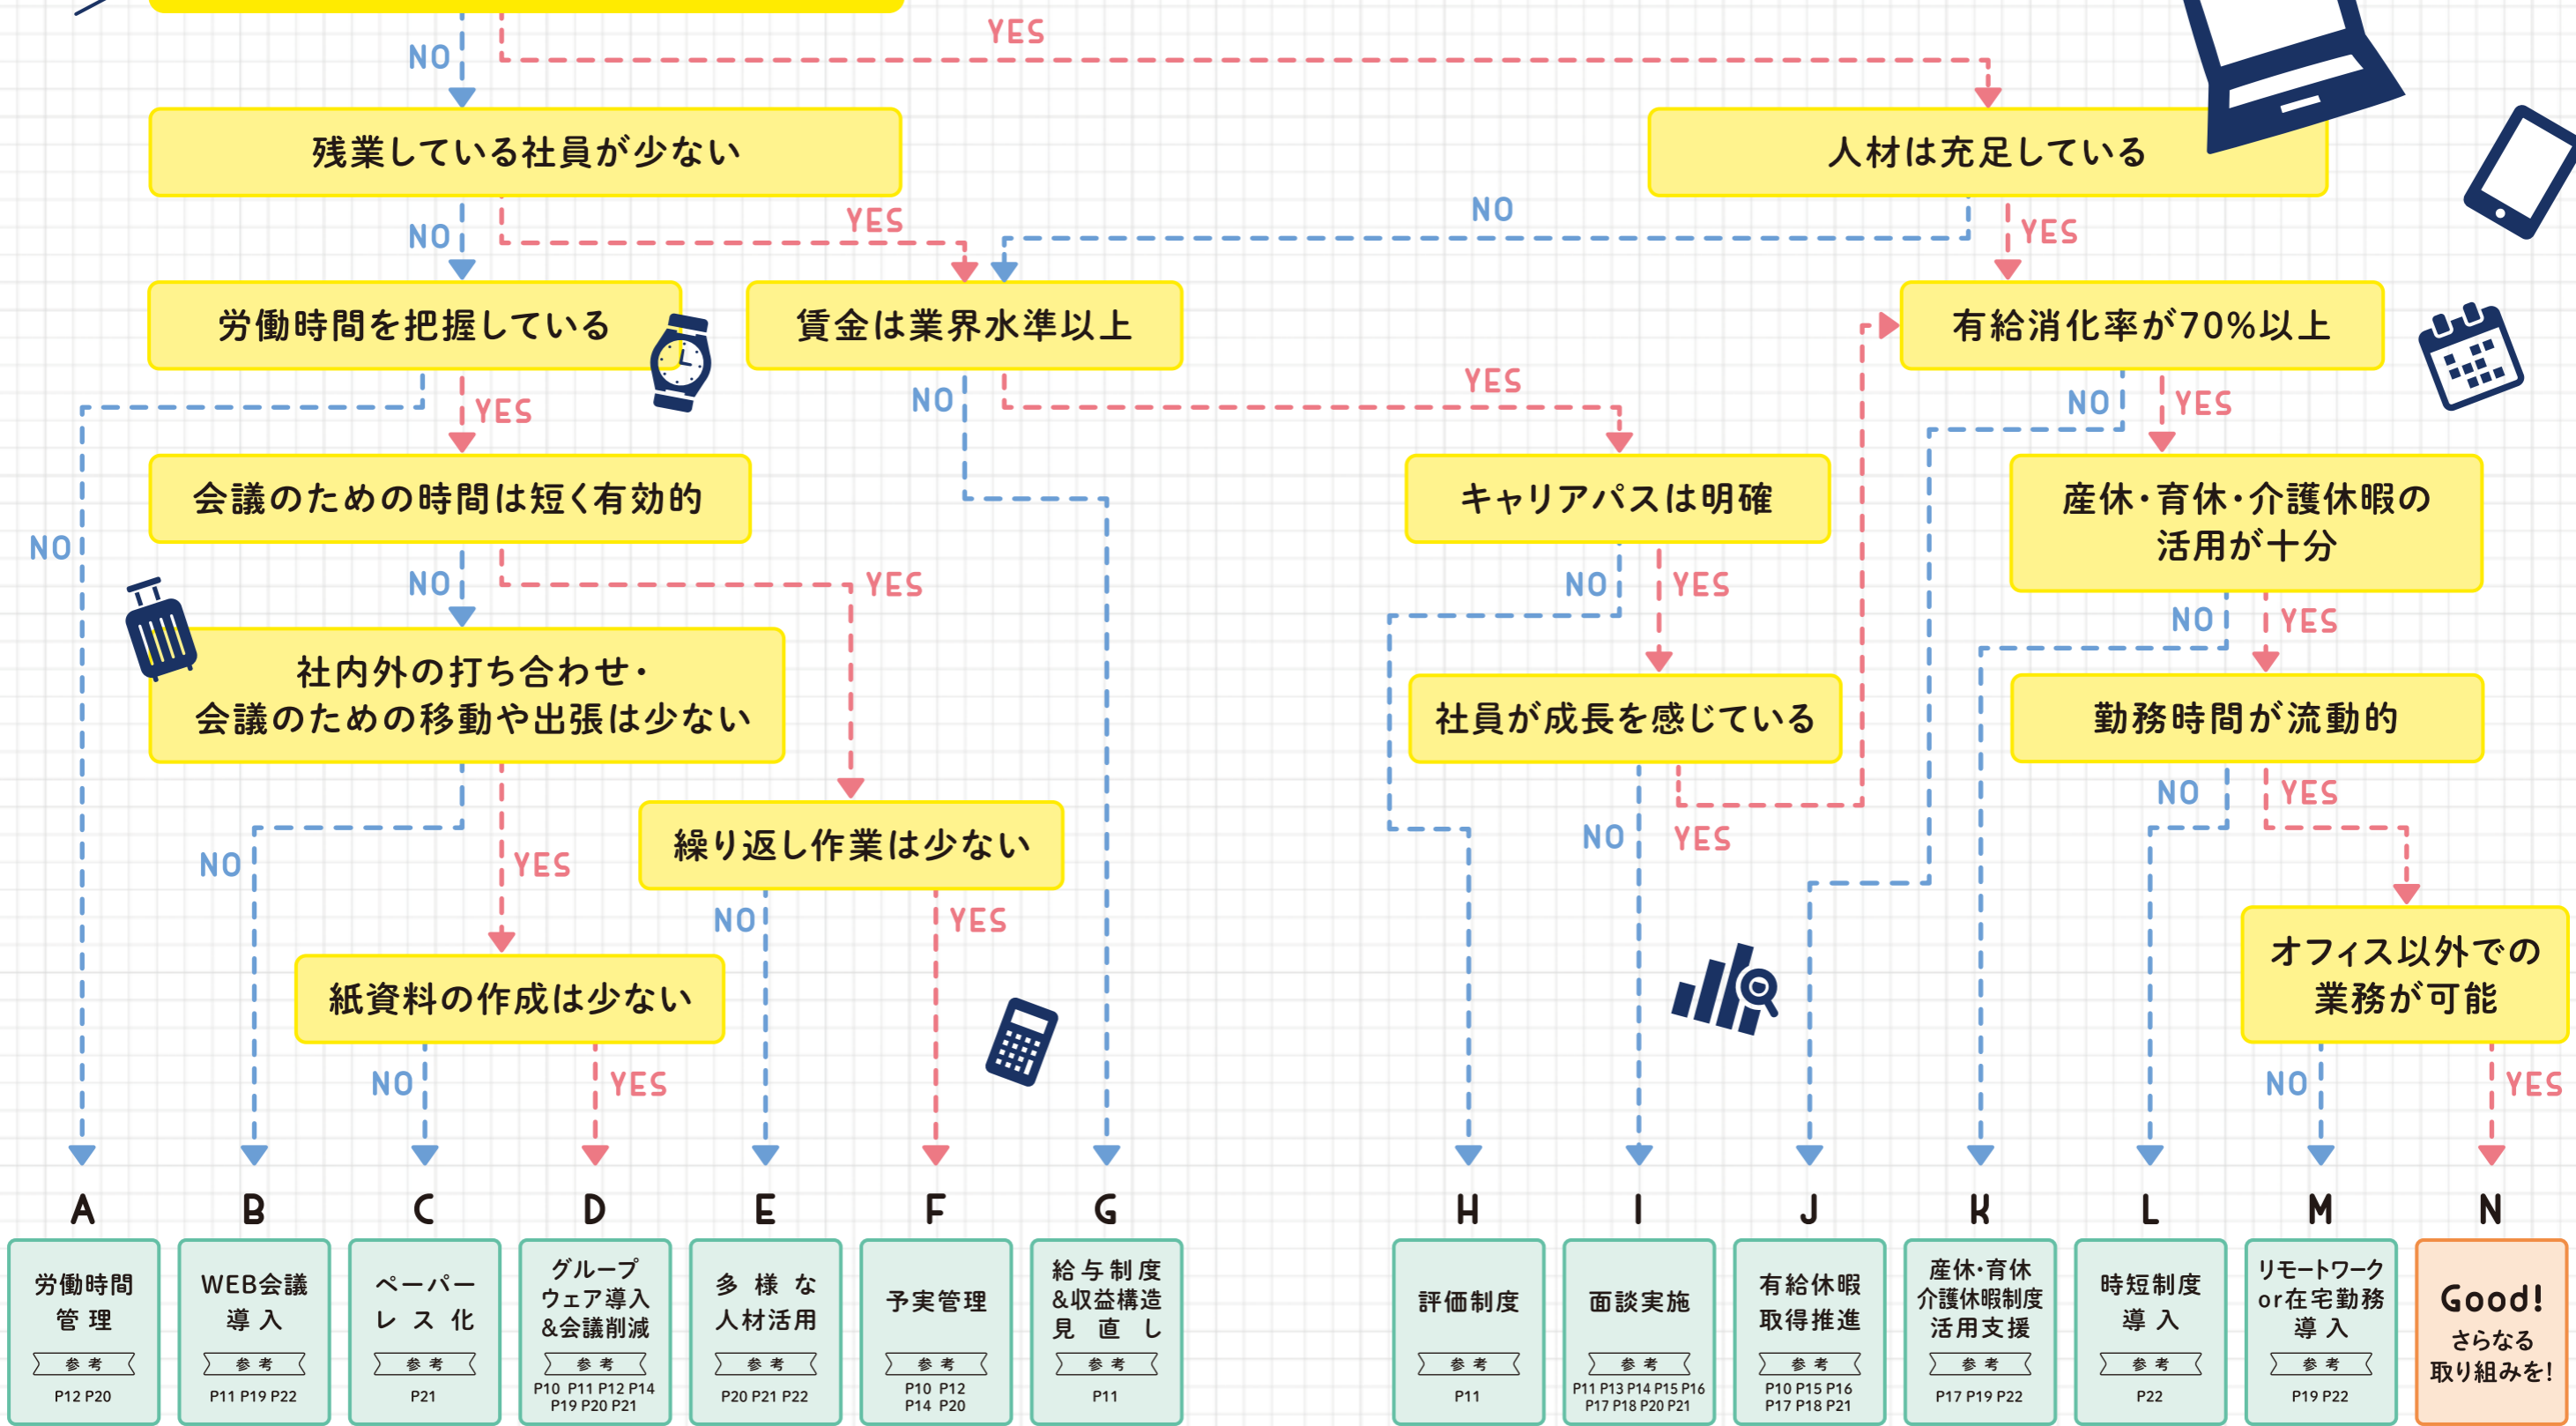 YES
NO
残業している社員が少ない
人材は充足している
NO
YES
NO
YES
労働時間を把握している
賃金は業界水準以上
有給消化率が70%以上
YES
NO
YES
NO
YES
会議のための時間は短く有効的
キャリアパスは明確
産休・育休・介護休暇の
活用が十分
NO
NO
YES
NO
YES
NO
YES
社内外の打ち合わせ・
会議のための移動や出張は少ない
社員が成長を感じている
勤務時間が流動的
NO
YES
繰り返し作業は少ない
NO
YES
NO
YES
NO
YES
オフィス以外での
業務が可能
紙資料の作成は少ない
NO
YES
NO
YES
A
B
C
D
E
F
G
H
I
J
K
L
M
N
労働時間
管理
参考
P12 P20
WEB会議
導入
参考
P11 P19 P22
ペーパー
レス化
参考
P21
グループ
ウェア導入
&会議削減
参考
P10 P11 P12 P14
P19 P20 P21
多様な
人材活用
参考
P20 P21 P22
予実管理
参考
P10 P12
P14 P20
給与制度
&収益構造
見直し
参考
P11
評価制度
参考
P11
面談実施
参考
P11 P13 P14 P15 P16
P17 P18 P20 P21
有給休暇
取得推進
参考
P10 P15 P16
P17 P18 P21
産休・育休
介護休暇制度
活用支援
参考
P17 P19 P22
時短制度
導入
参考
P22
リモートワーク
or在宅勤務
導入
参考
P19 P22
Good!
さらなる
取り組みを!